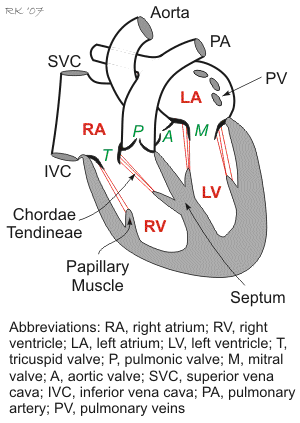 RK '07
Aorta
PA
SVC
PV
LA
RA
P
A
M
T
IVC
LV
Chordae
Tendineae
RV
Papillary
Muscle
Septum
Abbreviations: RA, right atrium; RV, right
ventricle; LA, left atrium; LV, left ventricle; T,
tricuspid valve; P, pulmonic valve; M, mitral
valve; A, aortic valve; SVC, superior vena
cava; IVC, inferior vena cava; PA, pulmonary
artery; PV, pulmonary veins